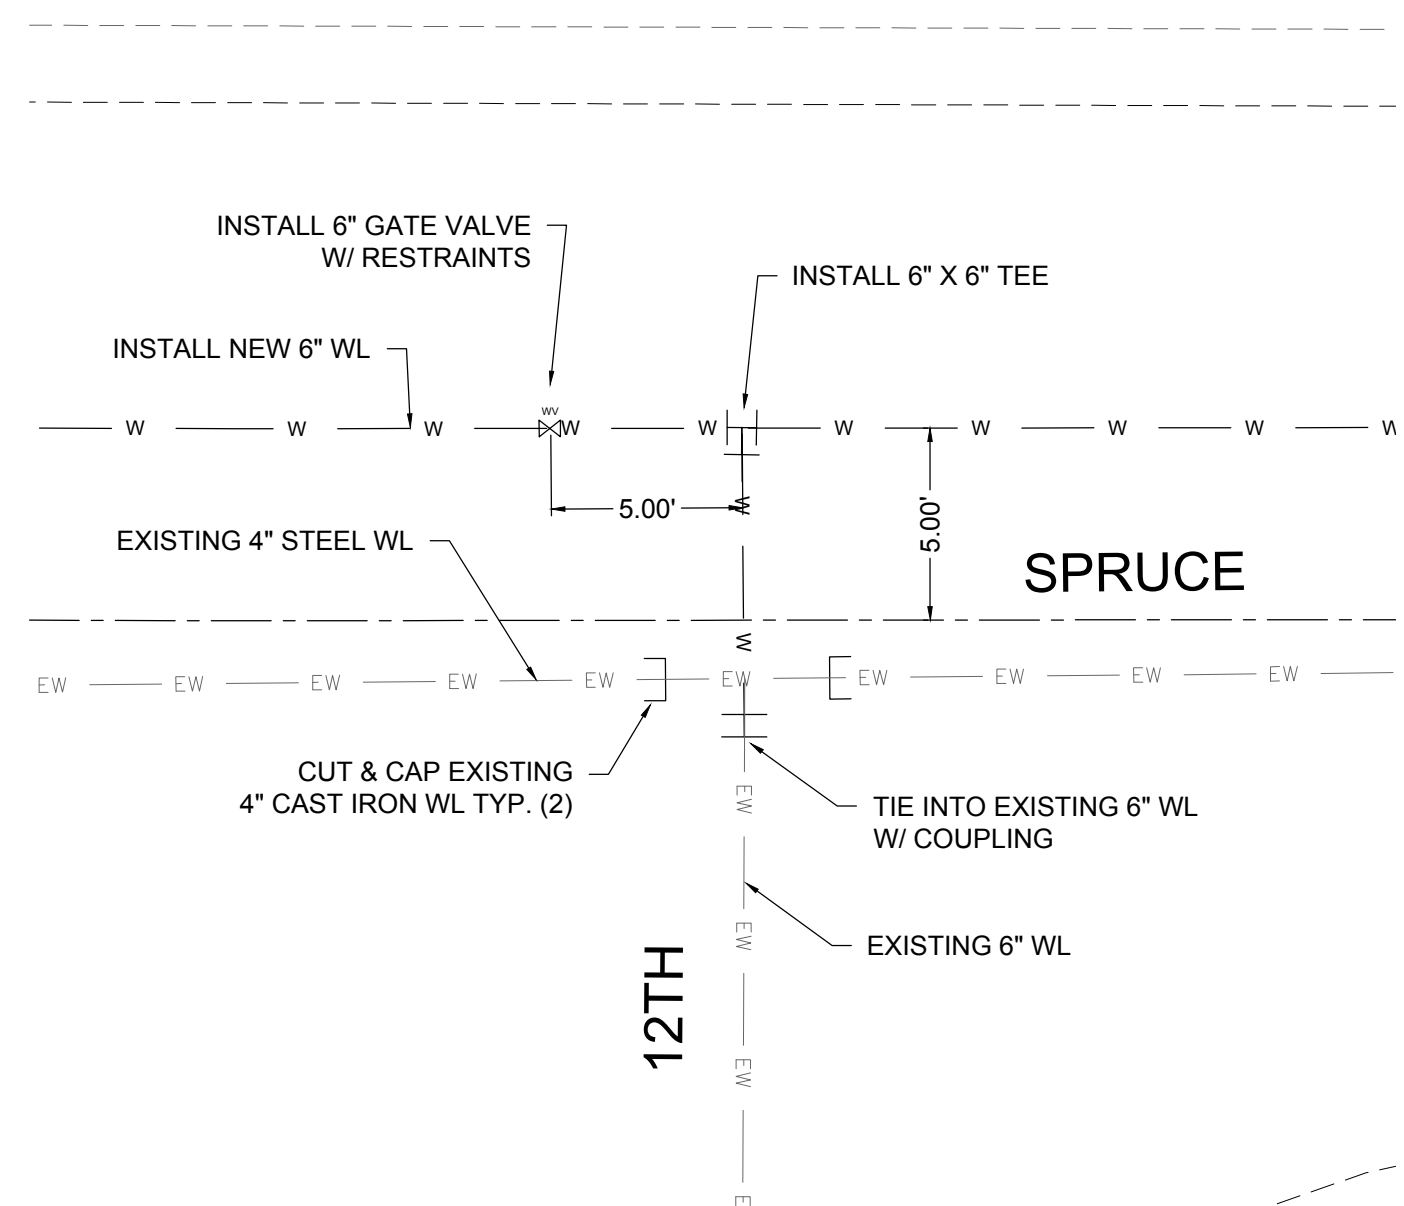 INSTALL 6" GATE VALVE
W/ RESTRAINTS
INSTALL 6" X 6" TEE
INSTALL NEW 6" WL
WV
W W W W W W W W W W W
5.00'
W
5.00'
EXISTING 4" STEEL WL
SPRUCE
W
EW EW EW EW EW EW EW EW EW EW
CUT & CAP EXISTING
4" CAST IRON WL TYP. (2)
EW
TIE INTO EXISTING 6" WL
W/ COUPLING
EW
EXISTING 6" WL
12TH
EW
E